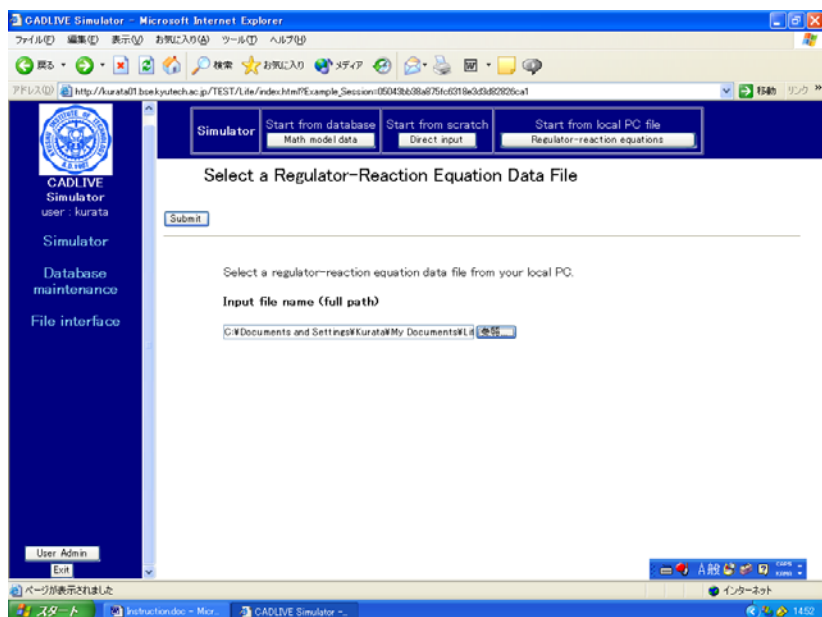 CADLIVE Simulator - Microsoft Internet Explorer
ファイル(F) 編集(E) 表示(V) お気に入り(A) ツール(T) ヘルプ(H)
戻る 検索 お気に入り メディア
アドレス(D) http://kurata01.bse.kyutech.ac.jp/TEST/Life/index.html?Example_Session=05043bb38a875fc6318e3d3d82826ca1 移動 リンク »
Simulator
Start from database
Math model data
Start from scratch
Direct input
Start from local PC file
Regulator-reaction equations
A.D. 1907
CADLIVE
Simulator
user : kurata
Simulator
Database
maintenance
File interface
User Admin
Exit
Select a Regulator-Reaction Equation Data File
Submit
Select a regulator-reaction equation data file from your local PC.
Input file name (full path)
C:¥Documents and Settings¥Kurata¥My Documents¥Lif 参照...
A 般 CAPS KANA
ページが表示されました インターネット
スタート Instruction.doc - Micr... CADLIVE Simulator -... 14:52